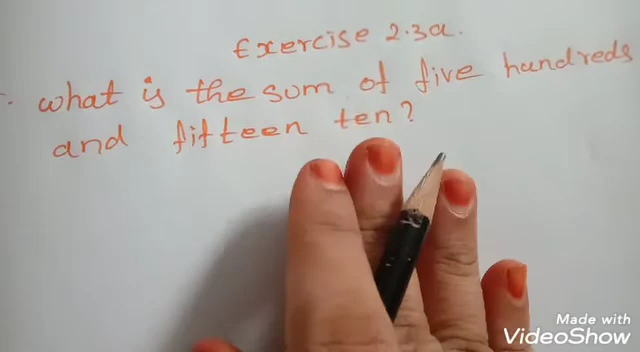 Exercise 2.3a.
what is the sum of five hundreds
and fifteen ten?
Made with
VideoShow